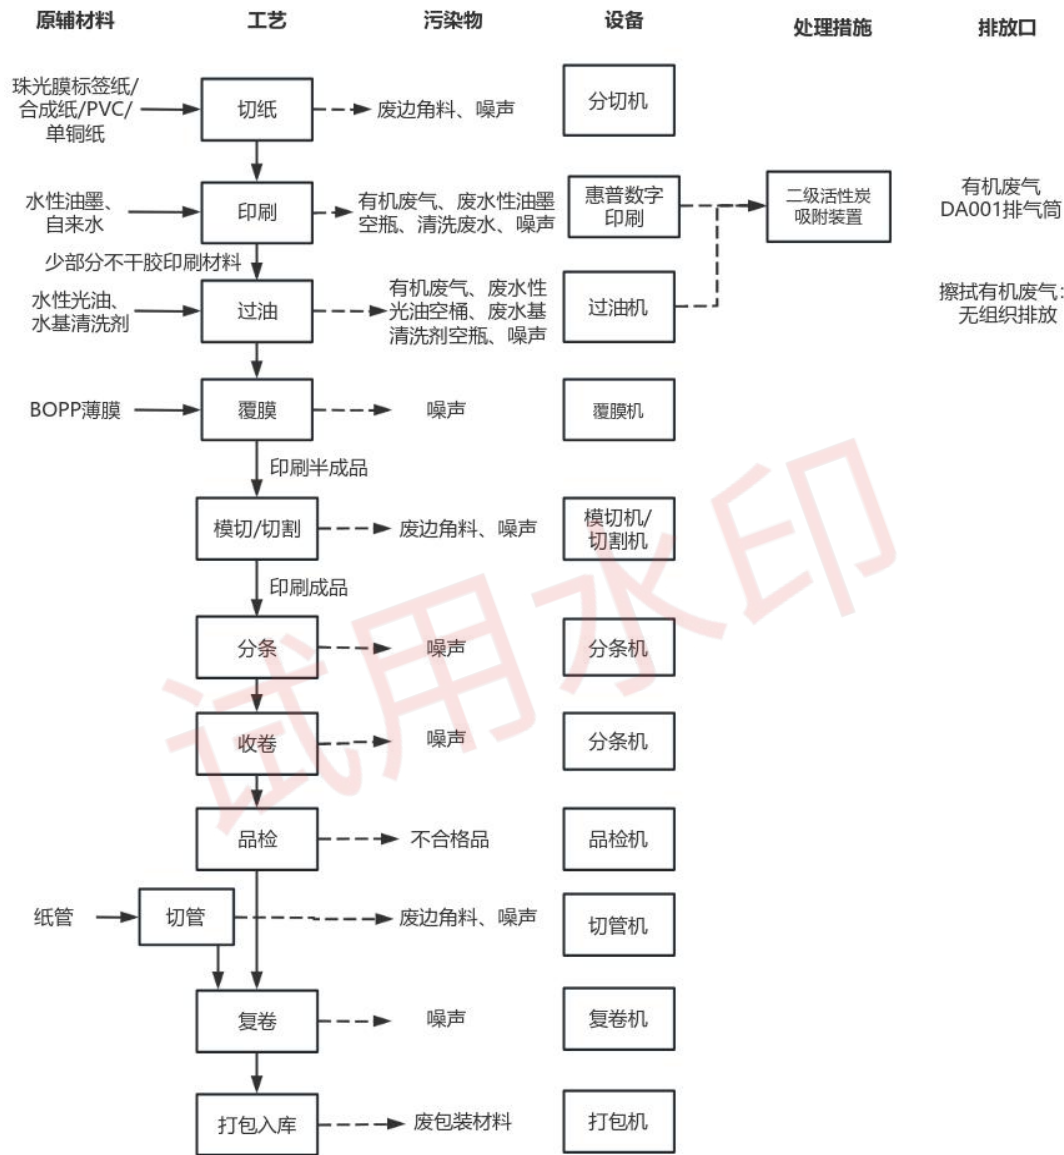 原辅材料
工艺
污染物
设备
处理措施
排放口
珠光膜标签纸/
合成纸/PVC/
单铜纸
切纸
废边角料、噪声
分切机
水性油墨、
自来水
印刷
有机废气、废水性油墨
空瓶、清洗废水、噪声
惠普数字
印刷
二级活性炭
吸附装置
有机废气
DA001排气筒
少部分不干胶印刷材料
水性光油、
水基清洗剂
过油
有机废气、废水性
光油空桶、废水基
清洗剂空瓶、噪声
过油机
擦拭有机废气:
无组织排放
BOPP薄膜
覆膜
噪声
覆膜机
印刷半成品
模切/切割
废边角料、噪声
模切机/
切割机
印刷成品
分条
噪声
分条机
收卷
噪声
分条机
品检
不合格品
品检机
纸管
切管
废边角料、噪声
切管机
复卷
噪声
复卷机
打包入库
废包装材料
打包机
试用水印